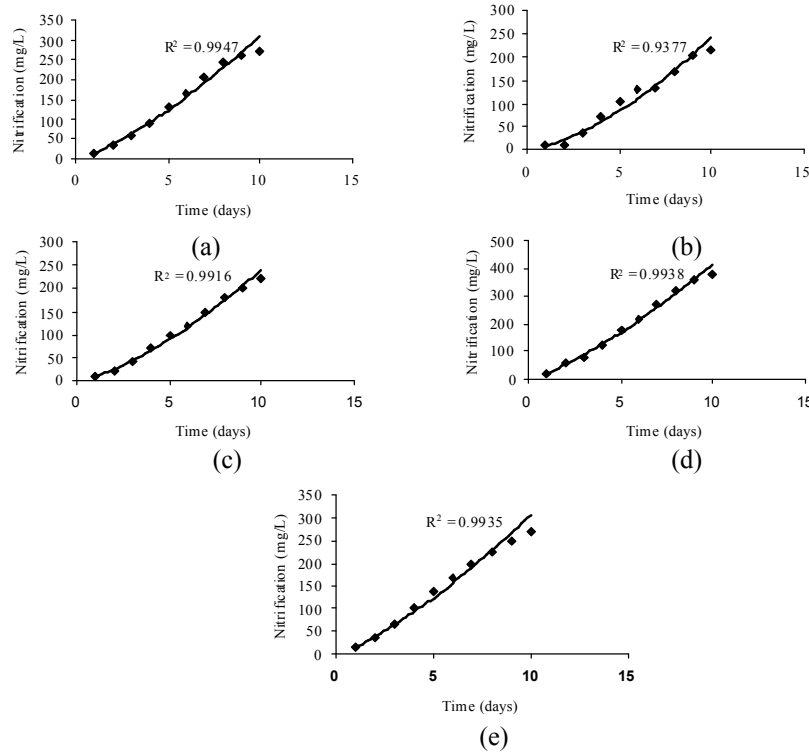 Nitrification (mg/L)
350
300
250
200
150
100
50
0
R² = 0.9947
0 5 10 15
Time (days)
(a)
Nitrification (mg/L)
250
200
150
100
50
0
R² = 0.9377
0 5 10 15
Time (days)
(b)
Nitrification (mg/L)
300
250
200
150
100
50
0
R² = 0.9916
0 5 10 15
Time (days)
(c)
Nitrification (mg/L)
500
400
300
200
100
0
R² = 0.9938
0 5 10 15
Time (days)
(d)
Nitrification (mg/L)
350
300
250
200
150
100
50
0
R² = 0.9935
0 5 10 15
Time (days)
(e)